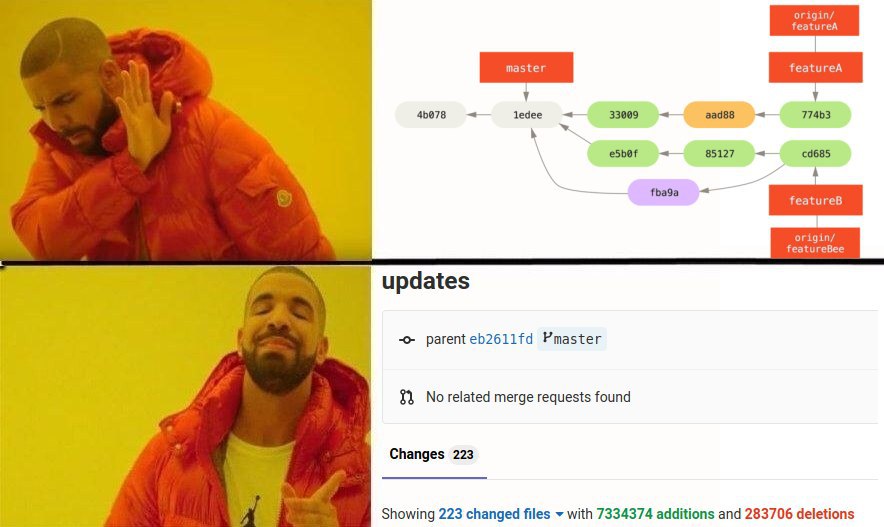 origin/
featureA
master
featureA
4b078
1edee
33009
aad88
774b3
e5b0f
85127
cd685
fba9a
featureB
origin/
featureBee
updates
parent eb2611fd master
No related merge requests found
Changes 223
Showing 223 changed files with 7334374 additions and 283706 deletions